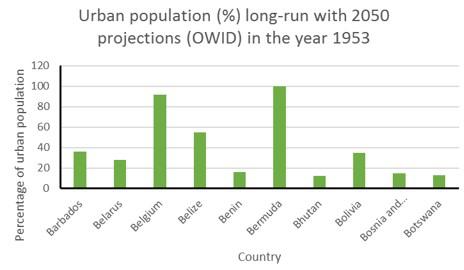 Urban population (%) long-run with 2050
projections (OWID) in the year 1953
Percentage of urban population
120
100
80
60
40
20
0
Barbados
Belarus
Belgium
Belize
Benin
Bermuda
Bhutan
Bolivia
Bosnia and...
Botswana
Country